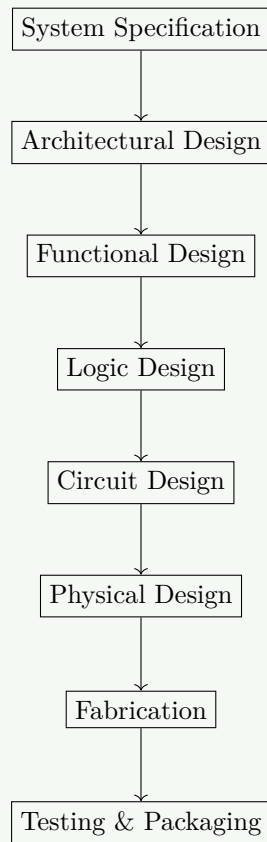 System Specification
Architectural Design
Functional Design
Logic Design
Circuit Design
Physical Design
Fabrication
Testing & Packaging